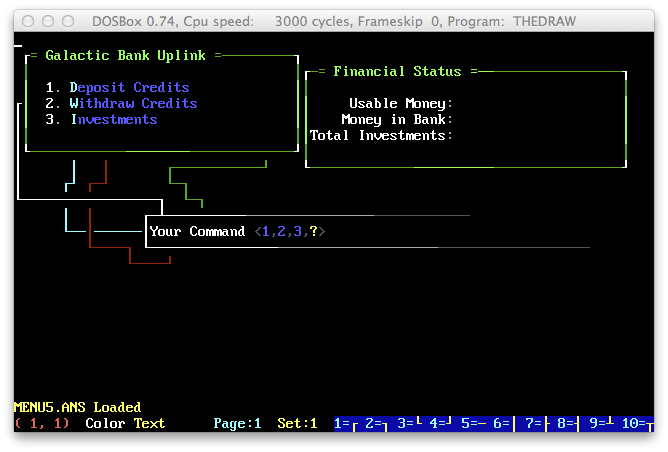 DOSBox 0.74, Cpu speed: 3000 cycles, Frameskip 0, Program: THEDRAW
= Galactic Bank Uplink =
1. Deposit Credits
2. Withdraw Credits
3. Investments
= Financial Status =
Usable Money:
Money in Bank:
Total Investments:
Your Command <1,2,3,?>
MENU5.ANS Loaded
( 1, 1) Color Text Page:1 Set:1 1=┌ 2=┐ 3=└ 4=┘ 5=─ 6=│ 7=├ 8=┤ 9=┴ 10=┬